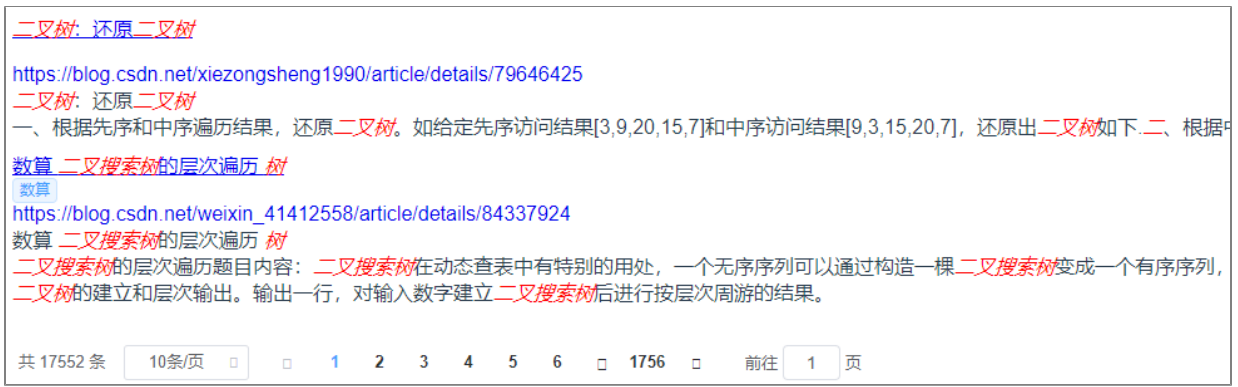 二叉树：还原二叉树
https://blog.csdn.net/xiezongsheng1990/article/details/79646425
二叉树：还原二叉树
一、根据先序和中序遍历结果，还原二叉树。如给定先序访问结果[3,9,20,15,7]和中序访问结果[9,3,15,20,7]，还原出二叉树如下.二、根据中
数算 二叉搜索树的层次遍历 树
数算
https://blog.csdn.net/weixin_41412558/article/details/84337924
数算 二叉搜索树的层次遍历 树
二叉搜索树的层次遍历题目内容：二叉搜索树在动态查表中有特别的用处，一个无序序列可以通过构造一棵二叉搜索树变成一个有序序列，
二叉树的建立和层次输出。输出一行，对输入数字建立二叉搜索树后进行按层次周游的结果。
共 17552 条 10条/页 1 2 3 4 5 6 1756 前往 1 页